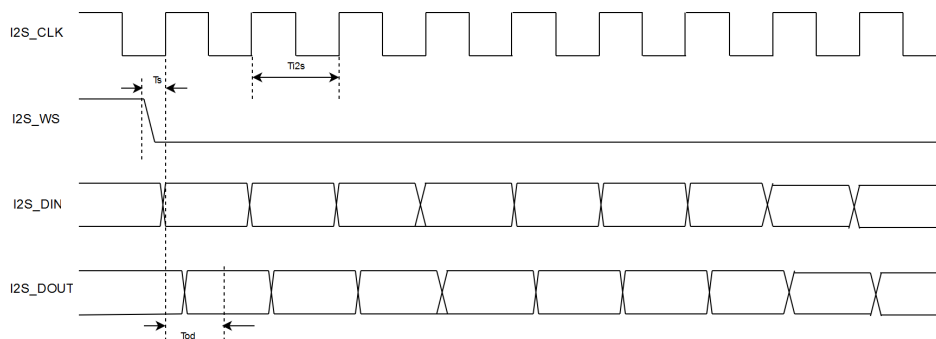 I2S_CLK
Ti2s
Ts
I2S_WS
I2S_DIN
I2S_DOUT
Tod